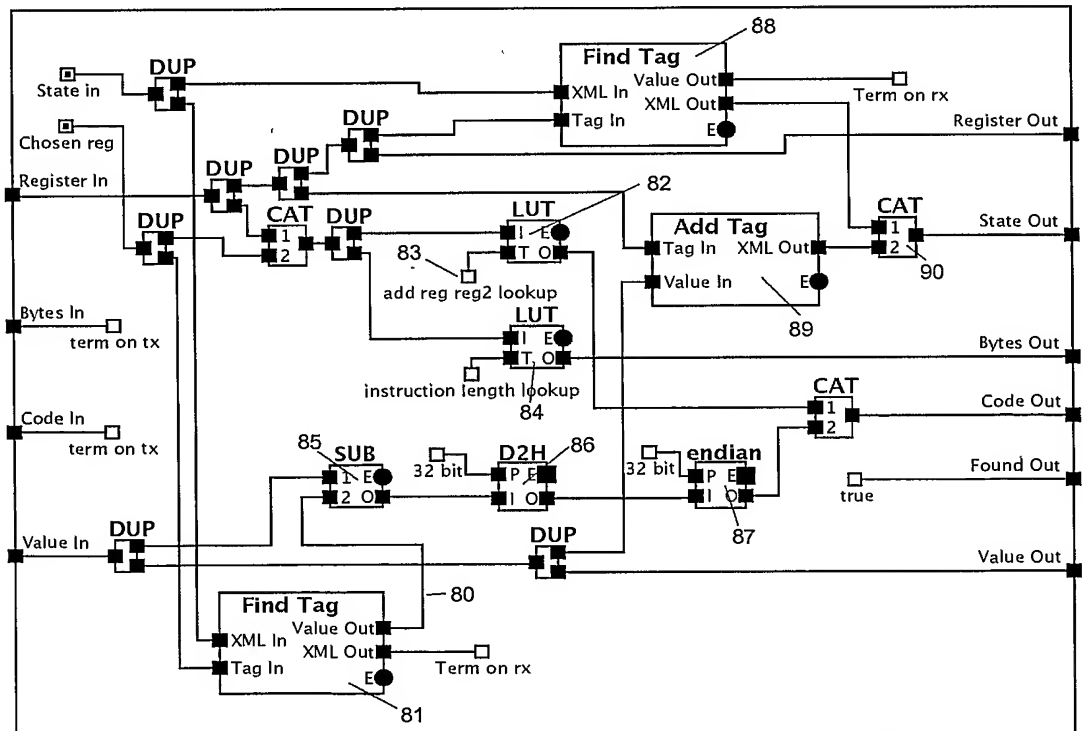 88
Find Tag
Value Out
XML In
XML Out
Tag In
E
Term on rx
DUP
State in
Chosen reg
DUP
Register Out
DUP
DUP
Register In
82
CAT
1
2
DUP
LUT
I E
T O
83
add reg reg2 lookup
DUP
Add Tag
Tag In
XML Out
Value In
E
89
CAT
1
2
90
State Out
Bytes In
term on tx
LUT
I E
T O
instruction length lookup
84
Bytes Out
CAT
1
2
Code Out
Code In
term on tx
85
SUB
1 E
2 O
32 bit
D2H
86
P E
I O
32 bit
endian
P E
I O
87
true
Found Out
Value In
DUP
DUP
Value Out
80
Find Tag
Value Out
XML In
XML Out
Tag In
E
Term on rx
81